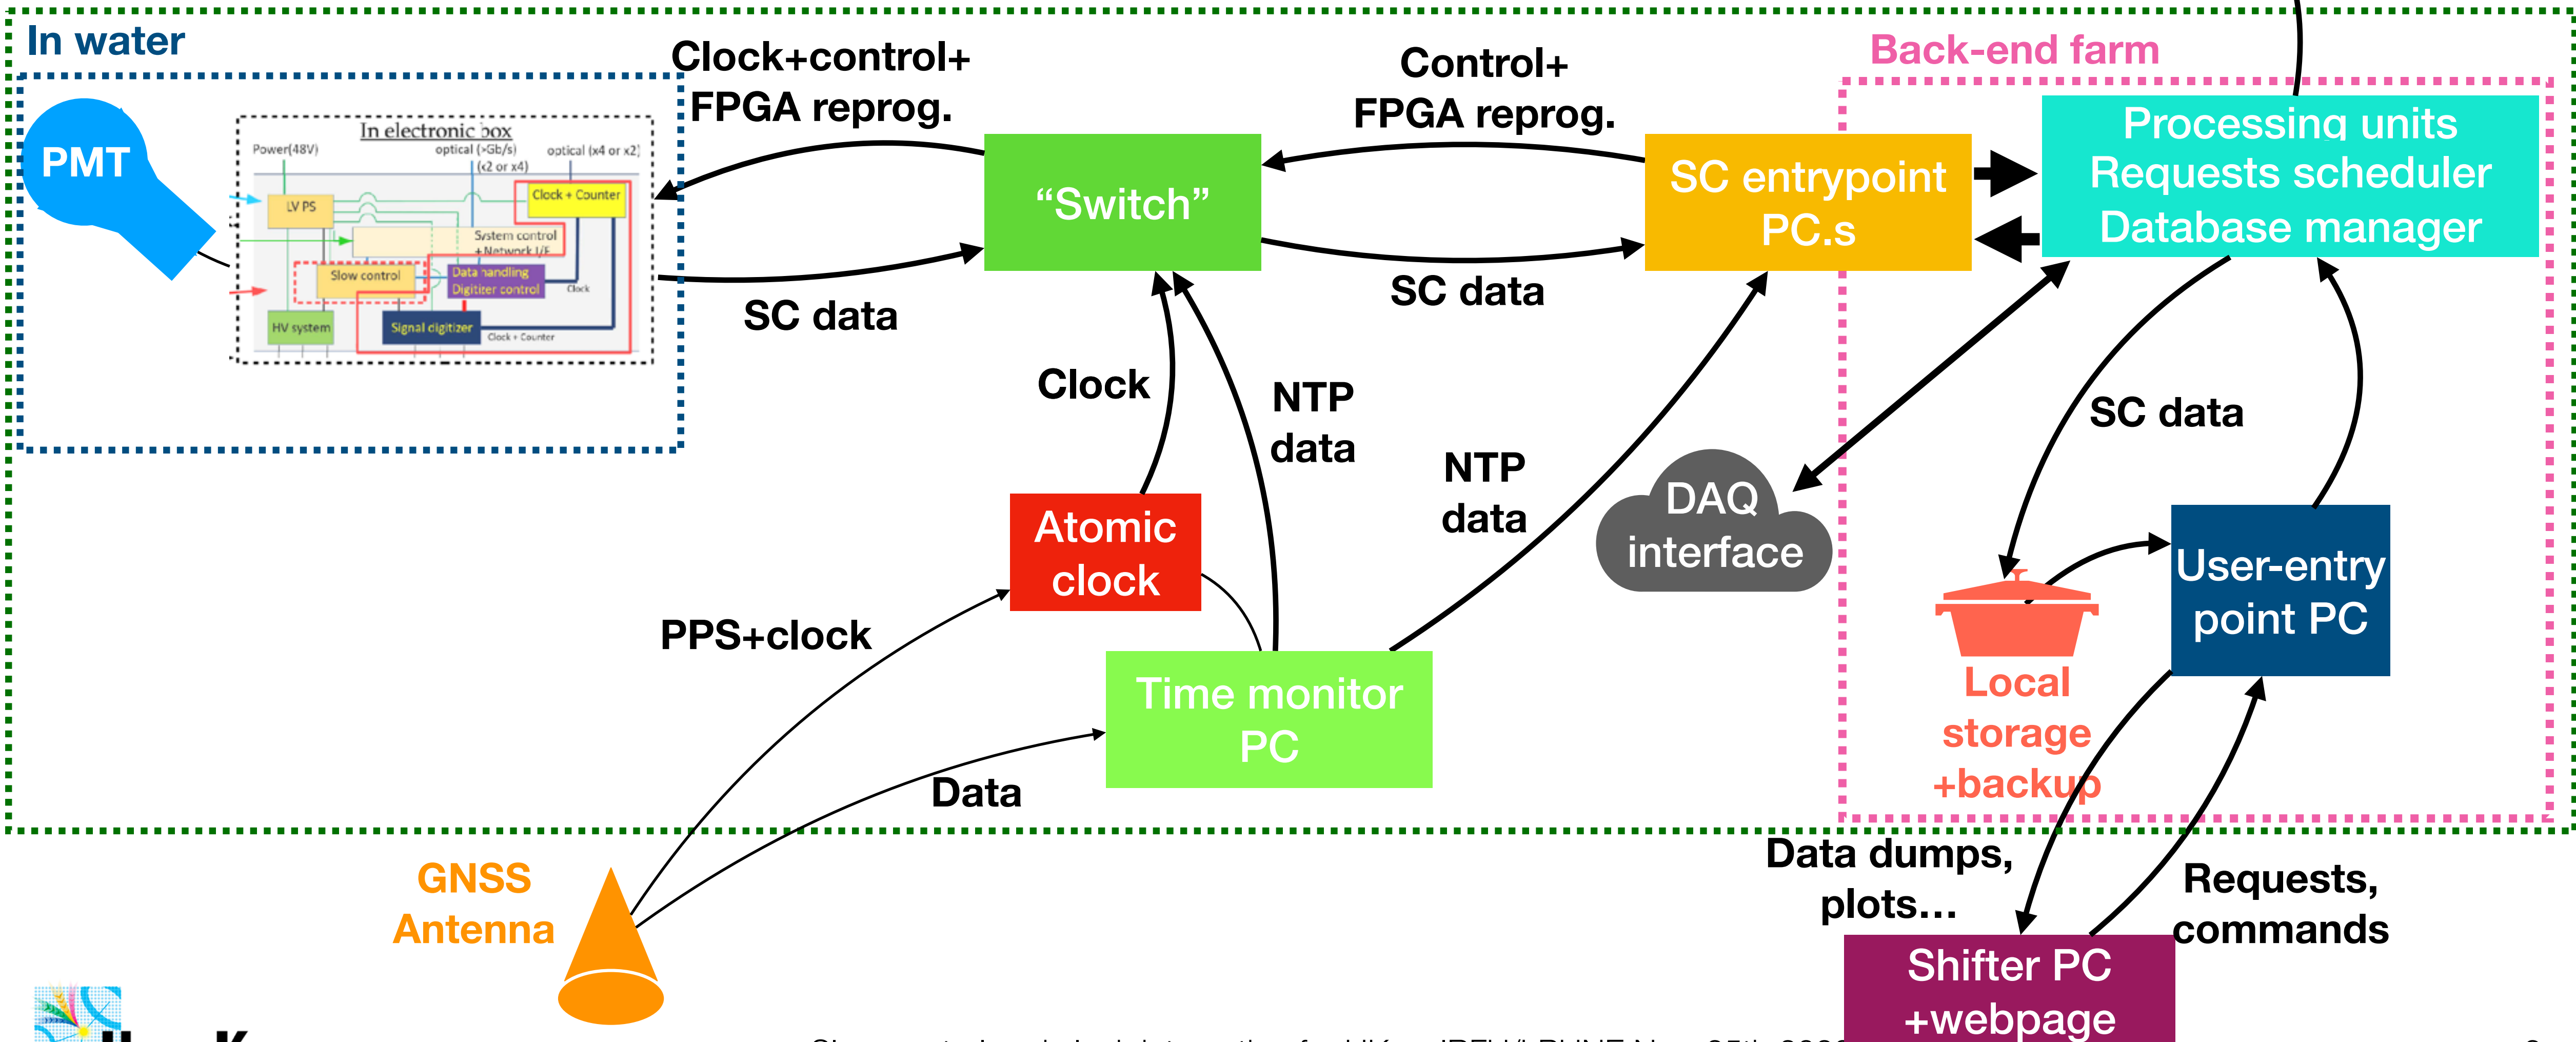 In water
Clock+control+
FPGA reprog.
Control+
FPGA reprog.
Back-end farm
PMT
In electronic box
Power(48V)
optical (>Gb/s)
optical (x4 or x2)
LV PS
Clock + Counter
System control
+Network I/F
Slow control
Data handling
Digitizer control
Clock
HV system
Signal digitizer
Clock + Counter
SC data
“Switch”
SC data
SC entrypoint
PC.s
Processing units
Requests scheduler
Database manager
Clock
NTP
data
NTP
data
SC data
Atomic
clock
DAQ
interface
User-entry
point PC
PPS+clock
Time monitor
PC
Local
storage
+backup
Data
GNSS
Antenna
Data dumps,
plots...
Requests,
commands
Shifter PC
+webpage